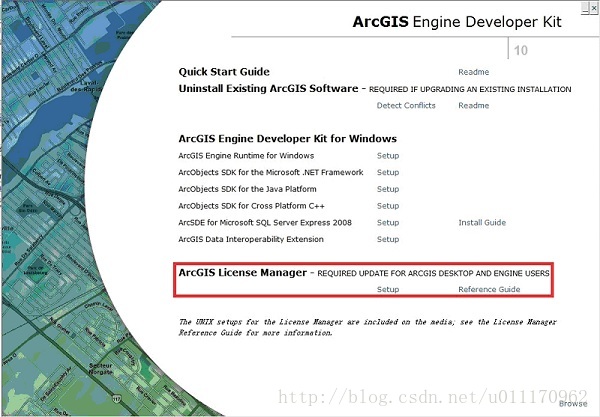 ArcGIS Engine Developer Kit
10
Quick Start Guide Readme
Uninstall Existing ArcGIS Software - REQUIRED IF UPGRADING AN EXISTING INSTALLATION
Detect Conflicts Readme
ArcGIS Engine Developer Kit for Windows
ArcGIS Engine Runtime for Windows Setup
ArcObjects SDK for the Microsoft .NET Framework Setup
ArcObjects SDK for the Java Platform Setup
ArcObjects SDK for Cross Platform C++ Setup
ArcSDE for Microsoft SQL Server Express 2008 Setup Install Guide
ArcGIS Data Interoperability Extension Setup
ArcGIS License Manager - REQUIRED UPDATE FOR ARCGIS DESKTOP AND ENGINE USERS
Setup Reference Guide
The UNIX setups for the License Manager are included on the media; see the License Manager
Reference Guide for more information.
http://blog.csdn.net/u011170962
Browse
Laval-
des-Rapides
Secteur
Norgate